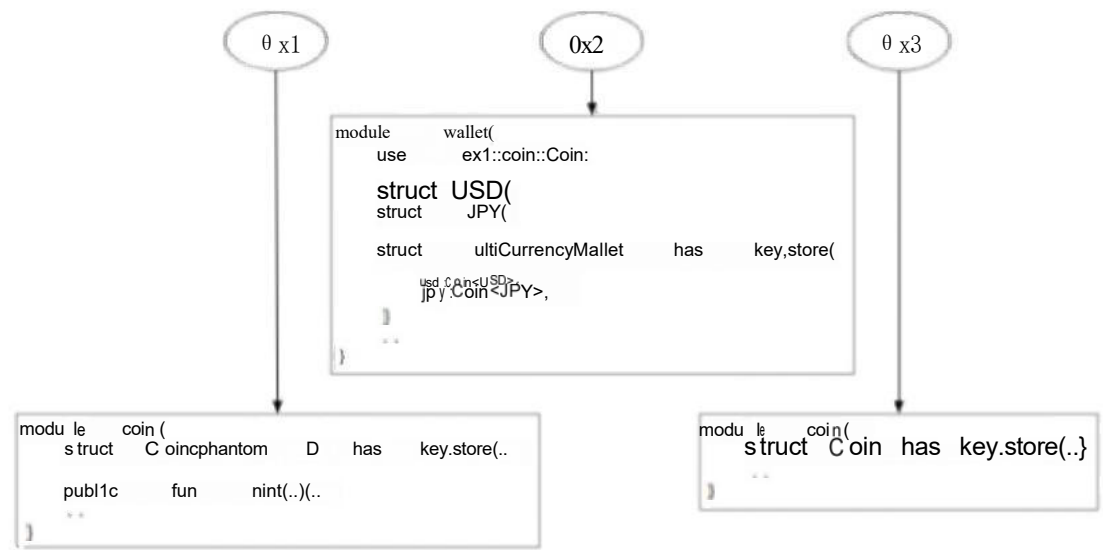 θ x1
0x2
θ x3
module wallet(
use ex1::coin::Coin:
struct USD(
struct JPY(
struct ultiCurrencyMallet has key,store(
usd :Coin<USD>,
jpy :Coin<JPY>,
}
..
}
modu le coin (
s truct C oincphantom D has key.store(..
publ1c fun nint(..)(..
..
}
modu le coin(
s truct C oin has key.store(..}
..
}